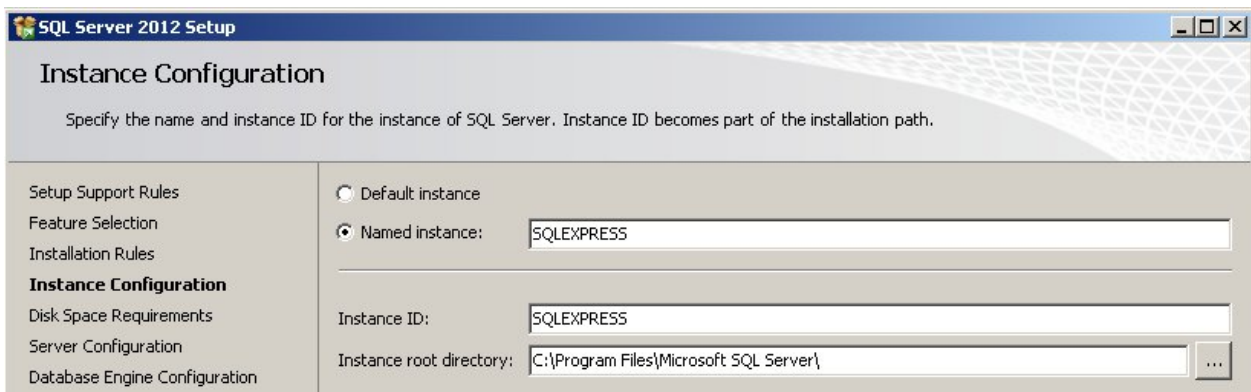 SQL Server 2012 Setup
Instance Configuration
Specify the name and instance ID for the instance of SQL Server. Instance ID becomes part of the installation path.
Setup Support Rules
Feature Selection
Installation Rules
Instance Configuration
Disk Space Requirements
Server Configuration
Database Engine Configuration
Default instance
Named instance: SQLEXPRESS
Instance ID: SQLEXPRESS
Instance root directory: C:\Program Files\Microsoft SQL Server\ ...